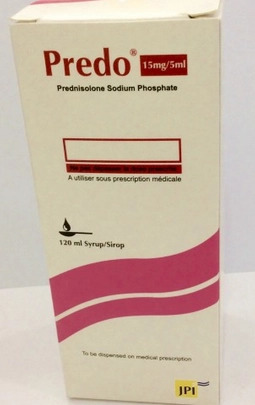 Predo® 15mg/5ml
Prednisolone Sodium Phosphate
A utiliser sous prescription médicale
120 ml Syrup/Sirop
To be dispensed on medical prescription
JPI